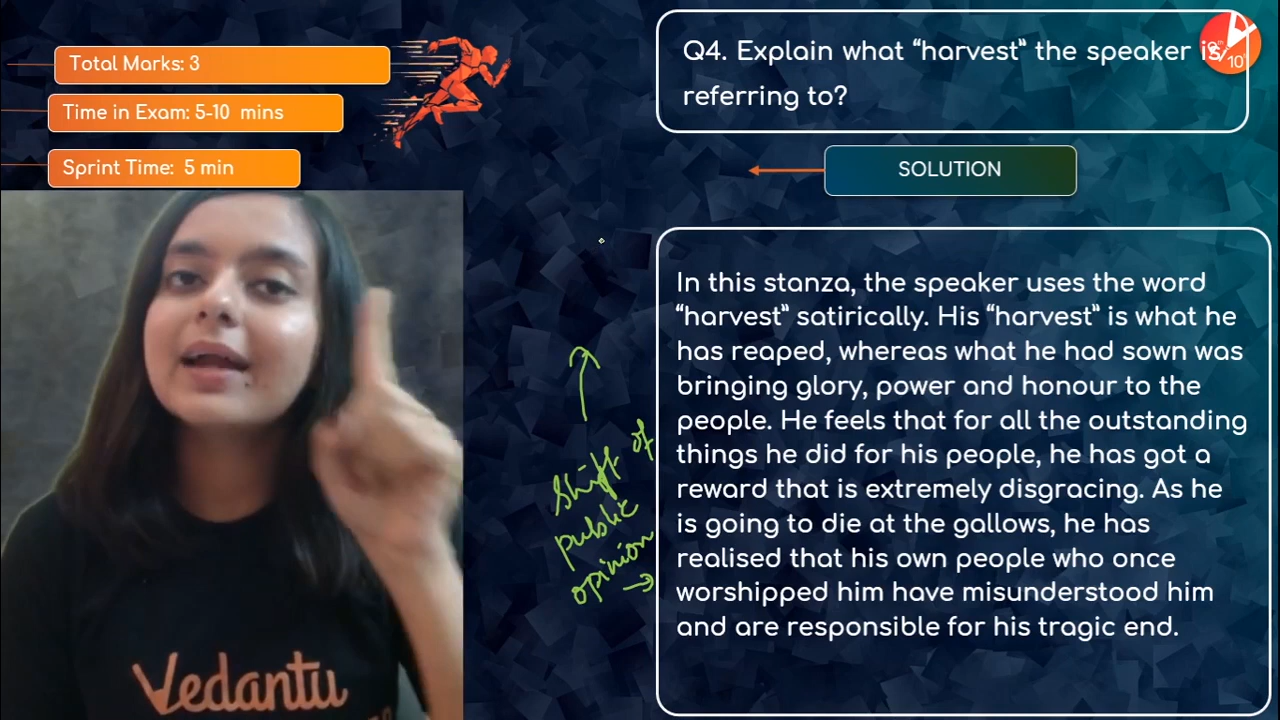 Total Marks: 3
Time in Exam: 5-10 mins
Sprint Time: 5 min
Q4. Explain what “harvest” the speaker is
referring to?
10
SOLUTION
In this stanza, the speaker uses the word
“harvest” satirically. His “harvest” is what he
has reaped, whereas what he had sown was
bringing glory, power and honour to the
people. He feels that for all the outstanding
things he did for his people, he has got a
reward that is extremely disgracing. As he
is going to die at the gallows, he has
realised that his own people who once
worshipped him have misunderstood him
and are responsible for his tragic end.
Shift of
public
opinion →
Vedantu